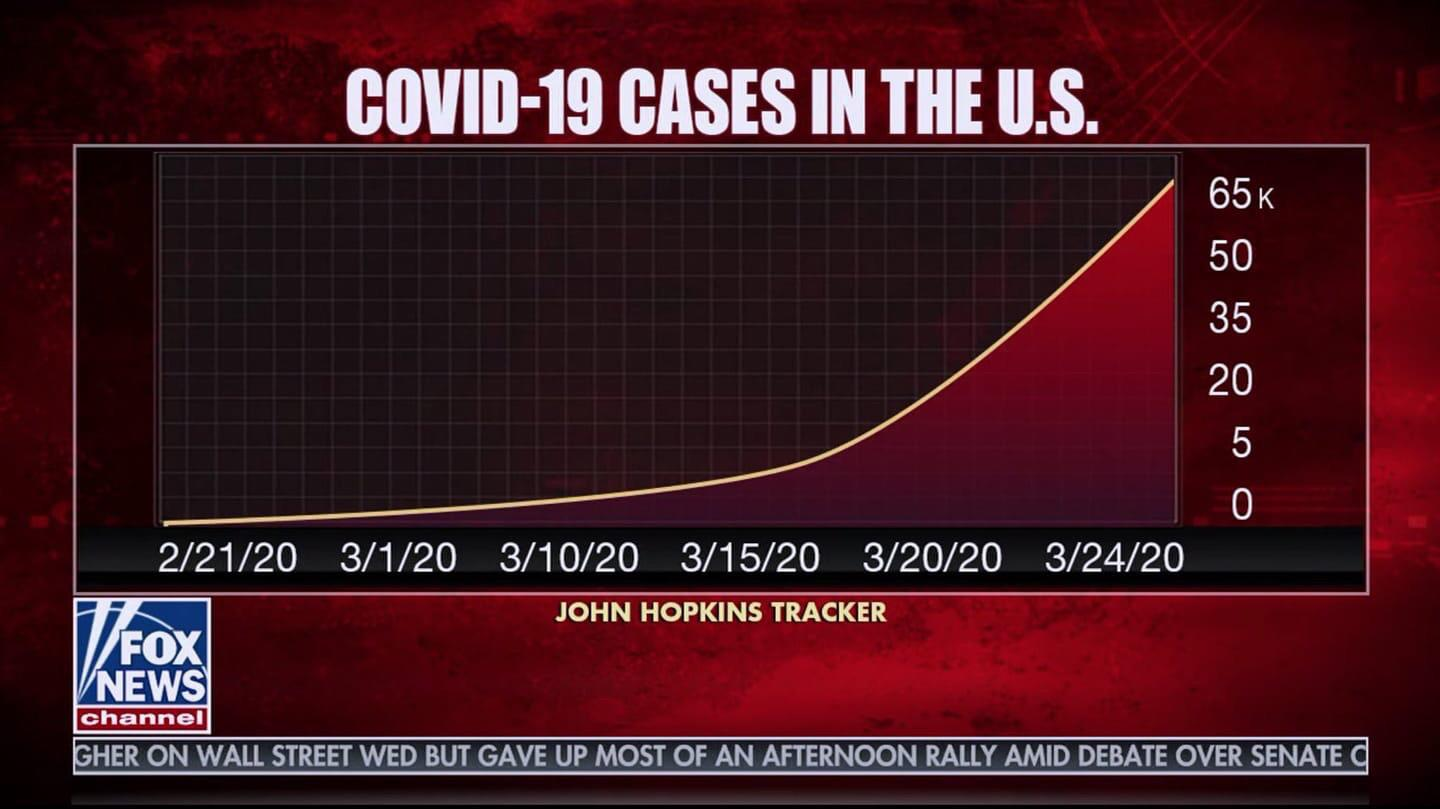 COVID-19 CASES IN THE U.S.
65 K
50
35
20
5
0
2/21/20 3/1/20 3/10/20 3/15/20 3/20/20 3/24/20
JOHN HOPKINS TRACKER
FOX
NEWS
channel
GHER ON WALL STREET WED BUT GAVE UP MOST OF AN AFTERNOON RALLY AMID DEBATE OVER SENATE C